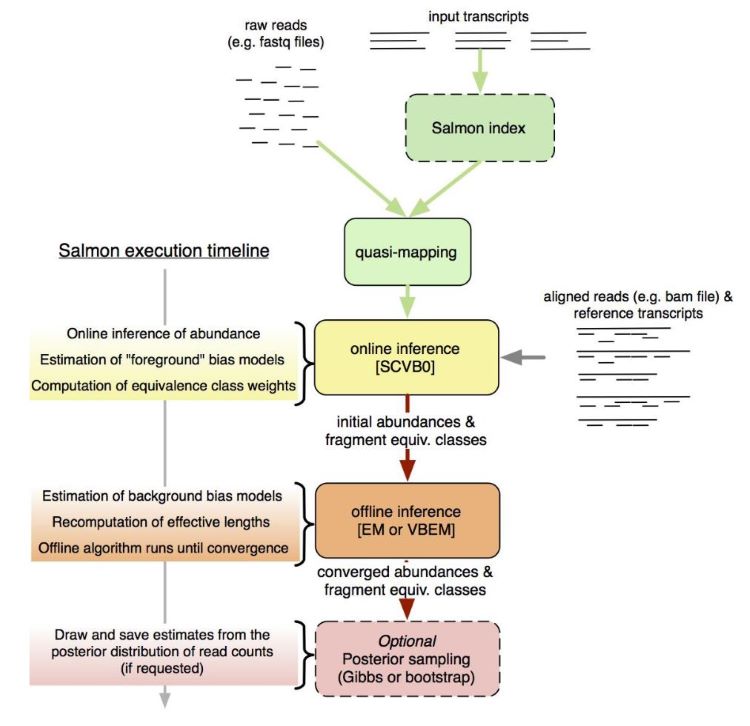 raw reads
(e.g. fastq files)
input transcripts
Salmon index
quasi-mapping
Salmon execution timeline
aligned reads (e.g. bam file) &
reference transcripts
Online inference of abundance
Estimation of "foreground" bias models
Computation of equivalence class weights
online inference
[SCVB0]
initial abundances &
fragment equiv. classes
Estimation of background bias models
Recomputation of effective lengths
Offline algorithm runs until convergence
offline inference
[EM or VBEM]
converged abundances &
fragment equiv. classes
Draw and save estimates from the
posterior distribution of read counts
(if requested)
Optional
Posterior sampling
(Gibbs or bootstrap)